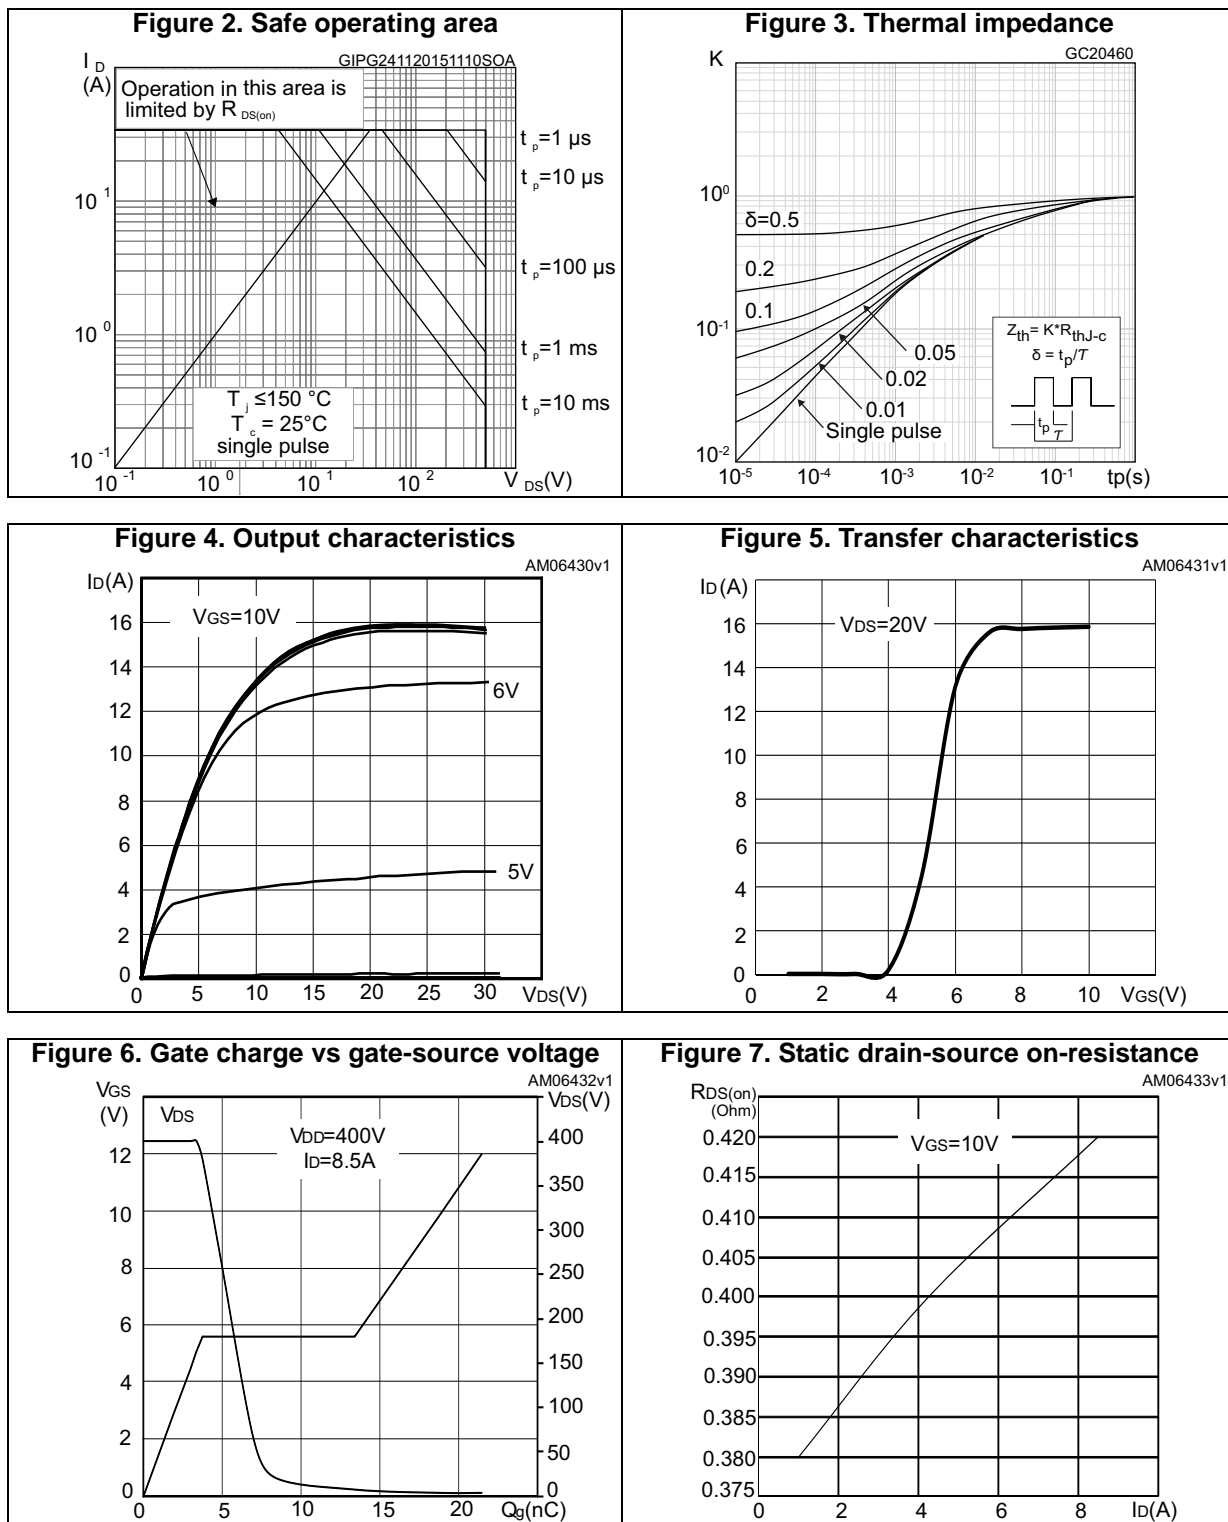 Figure 2. Safe operating area
I D
(A)
GIPG241120151110SOA
Operation in this area is
limited by R DS(on)
t p=1 µs
t p=10 µs
t p=100 µs
t p=1 ms
t p=10 ms
10 1
10 0
10 -1
T j ≤150 °C
T c = 25°C
single pulse
10 -1
10 0
10 1
10 2
V DS(V)
Figure 3. Thermal impedance
K
GC20460
10 0
10 -1
10 -2
δ=0.5
0.2
0.1
0.05
0.02
0.01
Single pulse
Zth= K*RthJ-c
δ = tp/T
tp
T
10-5
10-4
10-3
10-2
10-1
tp(s)
Figure 4. Output characteristics
AM06430v1
ID(A)
16
14
12
10
8
6
4
2
0
VGS=10V
6V
5V
0 5 10 15 20 25 30 VDS(V)
Figure 5. Transfer characteristics
AM06431v1
ID(A)
16
14
12
10
8
6
4
2
0
VDS=20V
0 2 4 6 8 10 VGS(V)
Figure 6. Gate charge vs gate-source voltage
AM06432v1
VGS
(V)
VDS
VDS(V)
VDD=400V
ID=8.5A
12
10
8
6
4
2
0
400
350
300
250
200
150
100
50
0
0 5 10 15 20 Qg(nC)
Figure 7. Static drain-source on-resistance
AM06433v1
RDS(on)
(Ohm)
0.420
0.415
0.410
0.405
0.400
0.395
0.390
0.385
0.380
0.375
VGS=10V
0 2 4 6 8 ID(A)